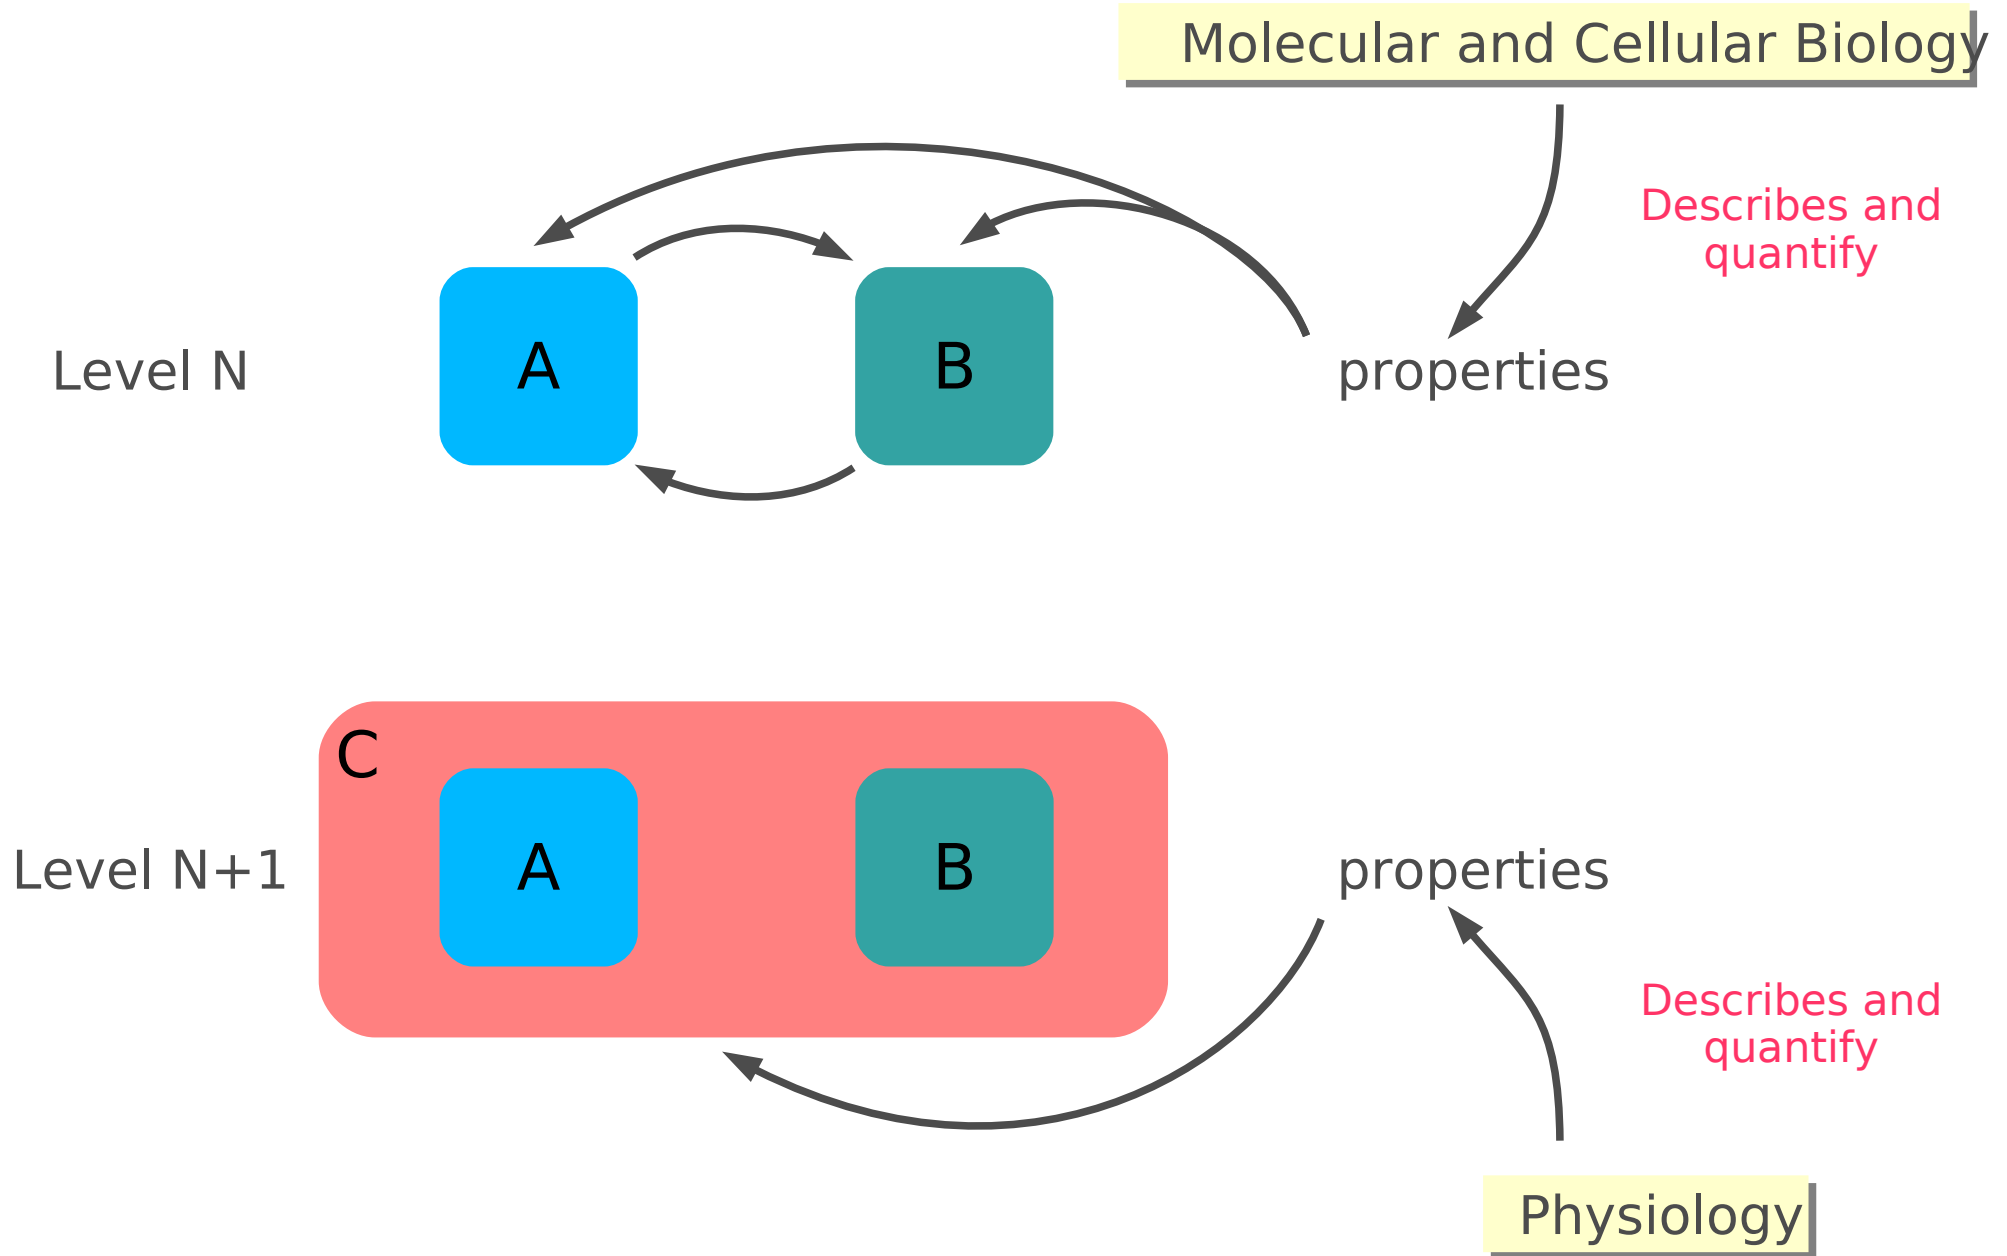 Molecular and Cellular Biology
Describes and
quantify
Level N
A
B
properties
C
Level N+1
A
B
properties
Describes and
quantify
Physiology